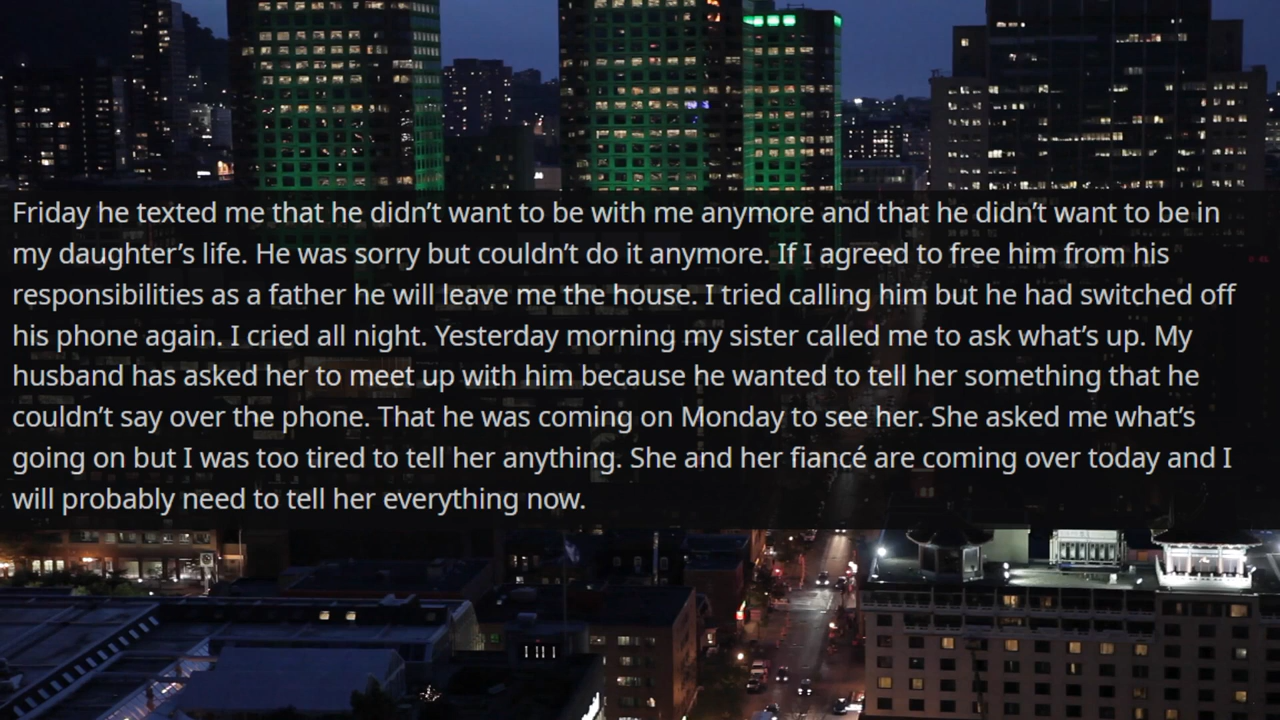 Friday he texted me that he didn’t want to be with me anymore and that he didn’t want to be in
my daughter’s life. He was sorry but couldn’t do it anymore. If I agreed to free him from his
responsibilities as a father he will leave me the house. I tried calling him but he had switched off
his phone again. I cried all night. Yesterday morning my sister called me to ask what’s up. My
husband has asked her to meet up with him because he wanted to tell her something that he
couldn’t say over the phone. That he was coming on Monday to see her. She asked me what’s
going on but I was too tired to tell her anything. She and her fiancé are coming over today and I
will probably need to tell her everything now.